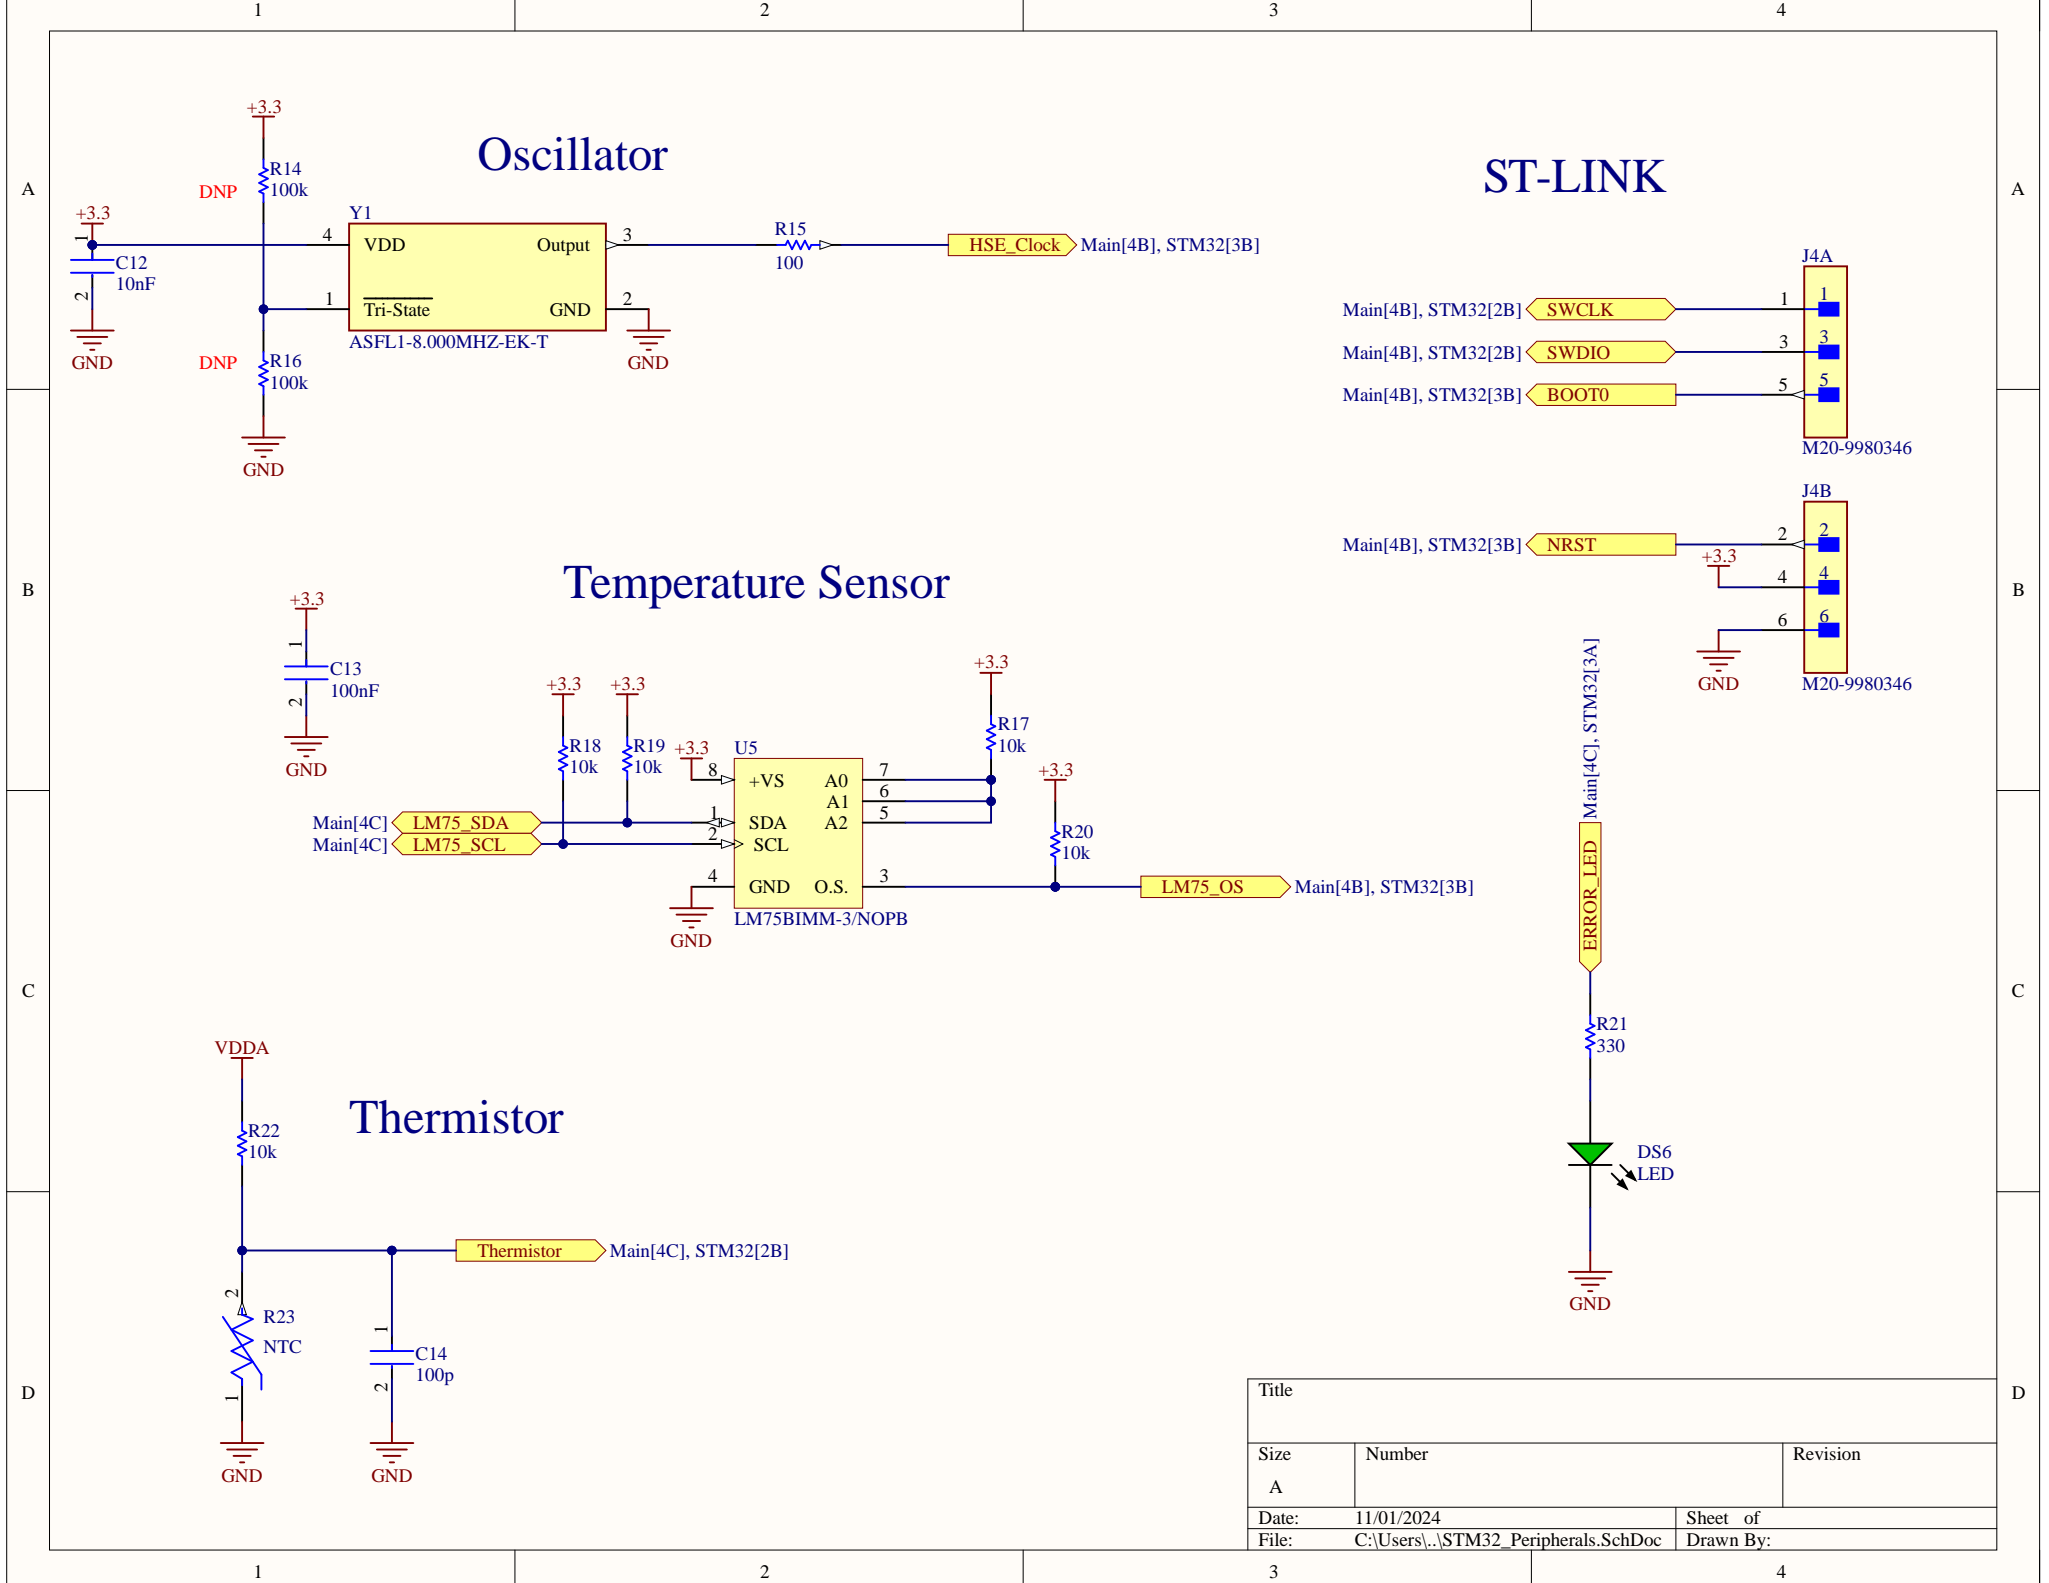 1 2 3 4
A A
B B
C C
D D
Oscillator
+3.3
R14
100k
DNP
+3.3
1
C12
10nF
2
GND
Y1
4 VDD Output 3
1 Tri-State GND 2
ASFL1-8.000MHZ-EK-T
GND
DNP
R16
100k
GND
R15
100
HSE_Clock Main[4B], STM32[3B]
ST-LINK
J4A
Main[4B], STM32[2B] SWCLK 1 1
Main[4B], STM32[2B] SWDIO 3 3
Main[4B], STM32[3B] BOOT0 5 5
M20-9980346
J4B
Main[4B], STM32[3B] NRST 2 2
+3.3
4 4
6 6
GND
M20-9980346
Temperature Sensor
+3.3
1
C13
100nF
2
GND
+3.3 +3.3
R18
10k
R19
10k
+3.3
U5
8 +VS A0 7
A1 6
Main[4C] LM75_SDA 1 SDA A2 5
Main[4C] LM75_SCL 2 SCL
4 GND O.S. 3
LM75BIMM-3/NOPB
GND
+3.3
R17
10k
+3.3
R20
10k
LM75_OS Main[4B], STM32[3B]
Main[4C], STM32[3A]
ERROR_LED
R21
330
DS6
LED
GND
Thermistor
VDDA
R22
10k
Thermistor Main[4C], STM32[2B]
2
R23
NTC
1
GND
1
C14
100p
2
GND
Title
Size Number Revision
A
Date: 11/01/2024 Sheet of
File: C:\Users\..\STM32_Peripherals.SchDoc Drawn By:
1 2 3 4